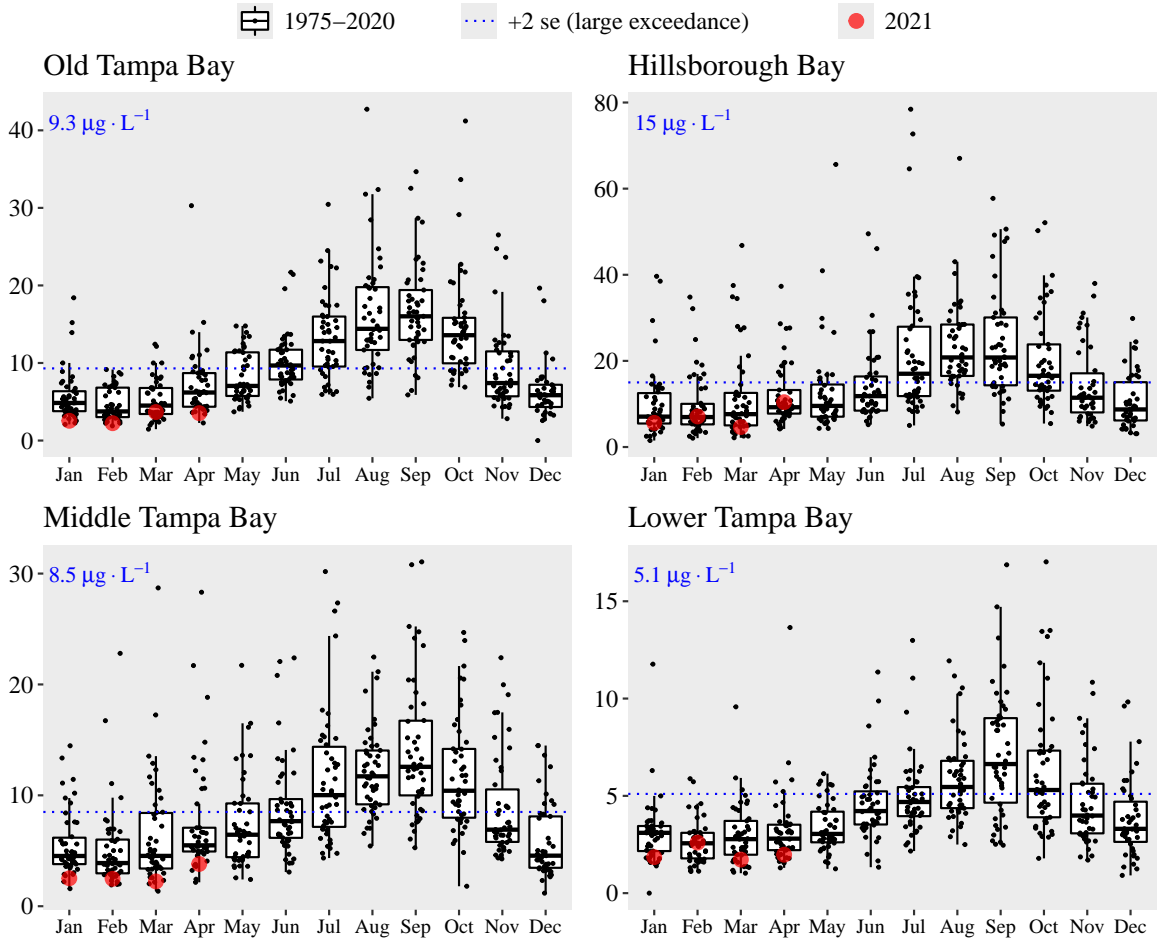 1975−2020 +2 se (large exceedance) 2021
Old Tampa Bay
9.3 μg · L⁻¹
40
30
20
10
0
Jan Feb Mar Apr May Jun Jul Aug Sep Oct Nov Dec
Hillsborough Bay
15 μg · L⁻¹
80
60
40
20
0
Jan Feb Mar Apr May Jun Jul Aug Sep Oct Nov Dec
Middle Tampa Bay
8.5 μg · L⁻¹
30
20
10
0
Jan Feb Mar Apr May Jun Jul Aug Sep Oct Nov Dec
Lower Tampa Bay
5.1 μg · L⁻¹
15
10
5
0
Jan Feb Mar Apr May Jun Jul Aug Sep Oct Nov Dec